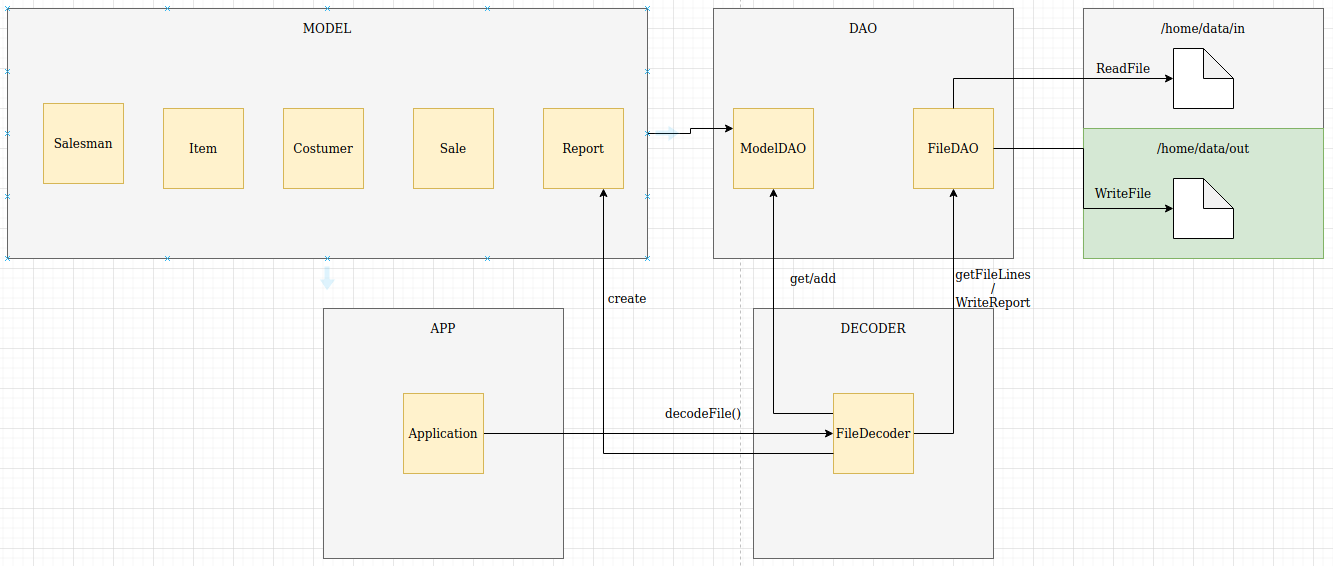 MODEL
DAO
/home/data/in
ReadFile
Salesman
Item
Costumer
Sale
Report
ModelDAO
FileDAO
/home/data/out
WriteFile
get/add
getFileLines
/
WriteReport
create
APP
DECODER
decodeFile()
Application
FileDecoder